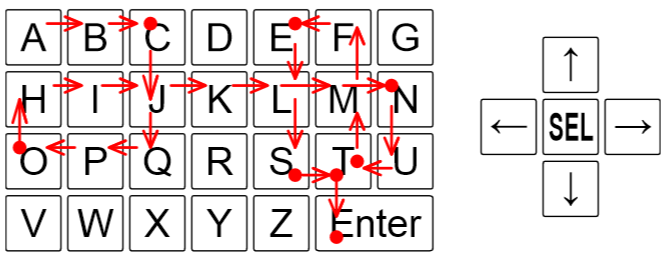 A B C D E F G
H I J K L M N
O P Q R S T U
V W X Y Z Enter
↑
← SEL →
↓